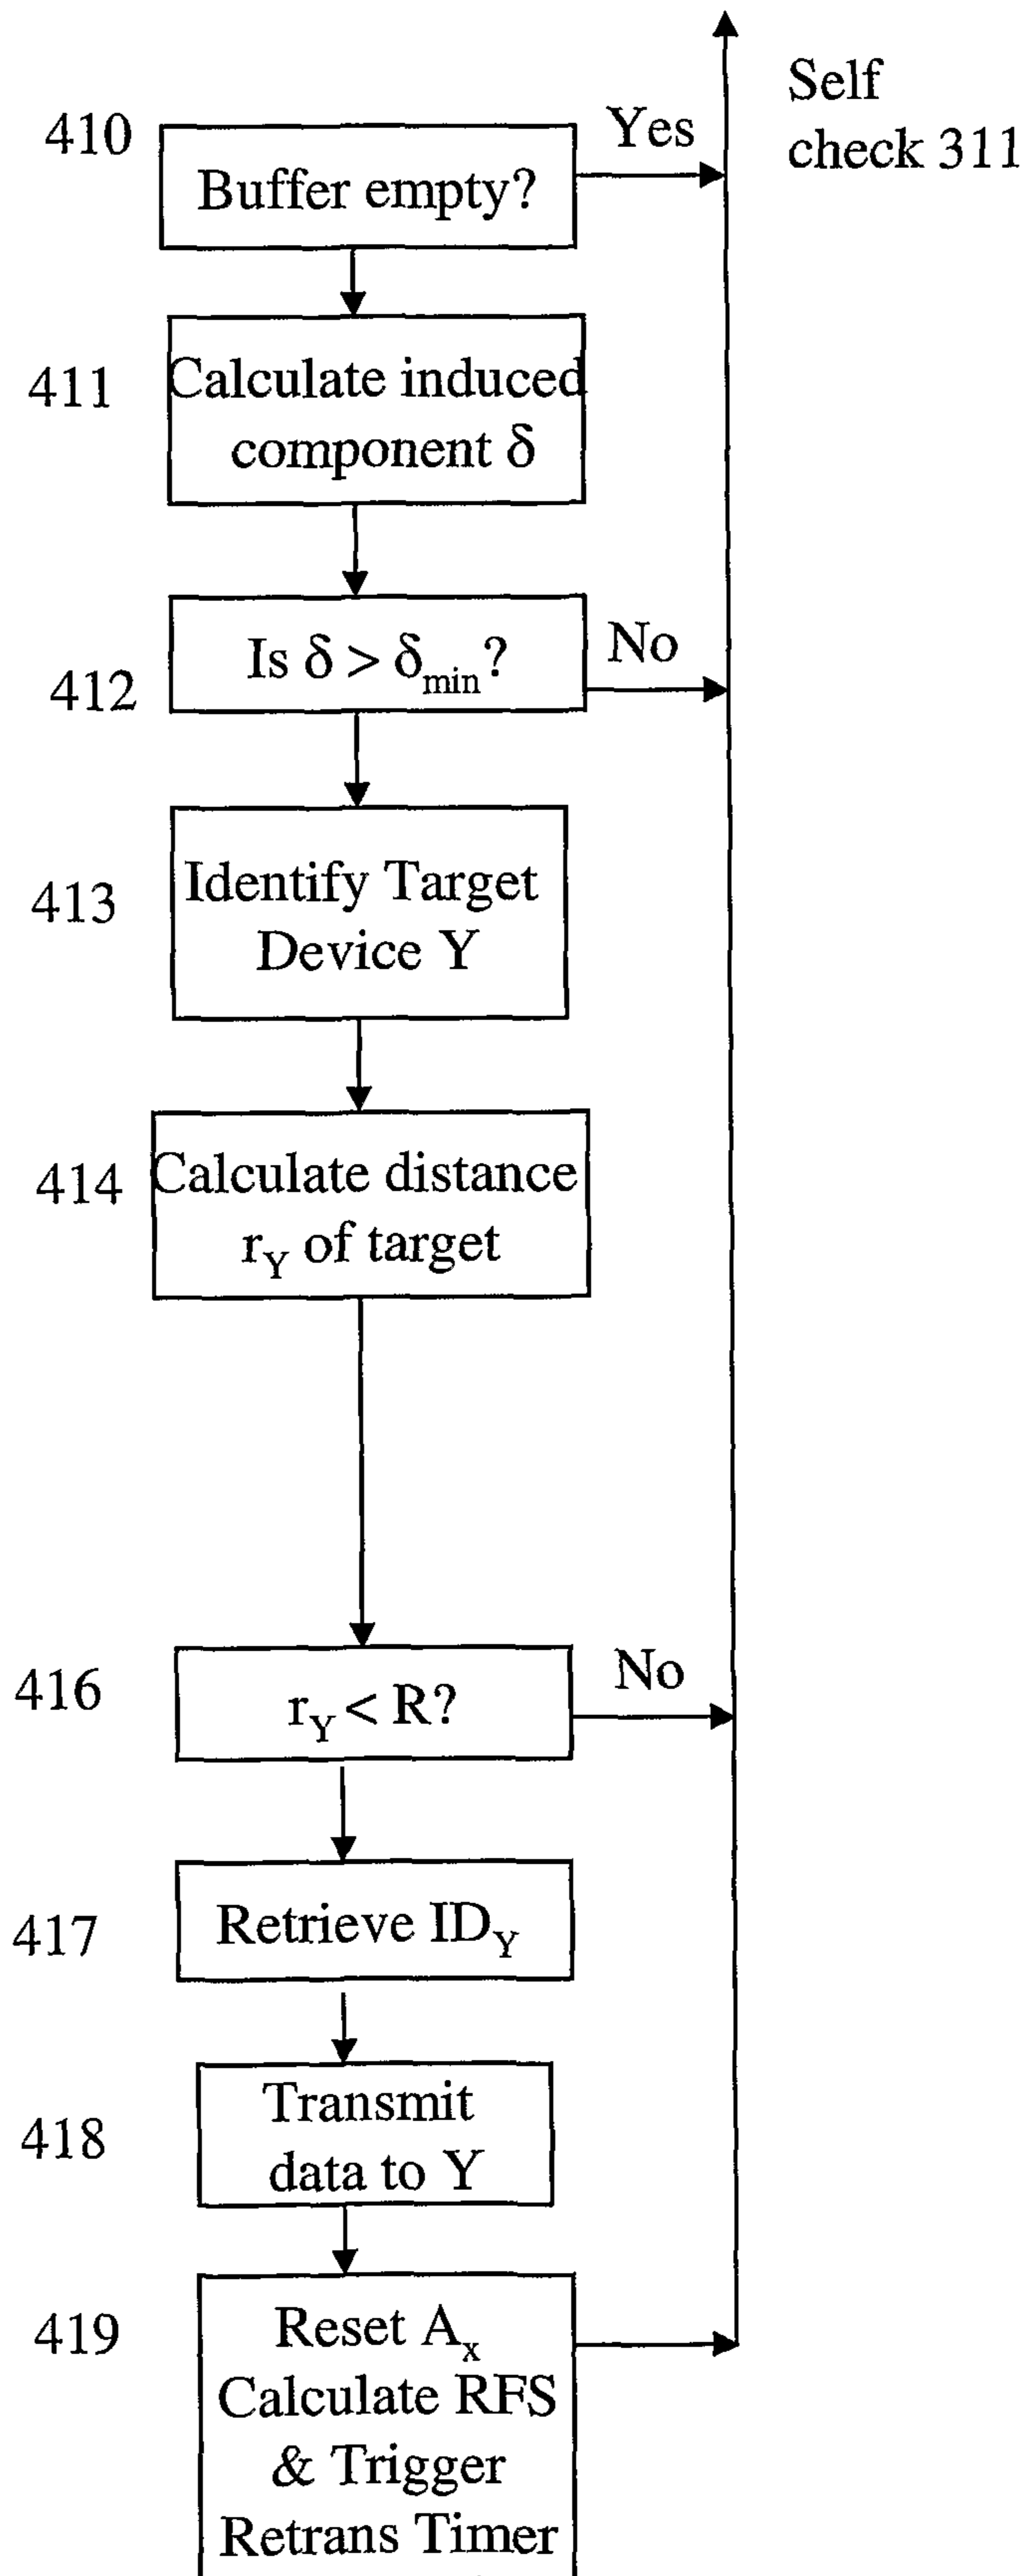 Self
check 311
410
Buffer empty?
Yes
411
Calculate induced
component δ
412
Is δ > δmin?
No
413
Identify Target
Device Y
414
Calculate distance
rY of target
416
rY < R?
No
417
Retrieve IDY
418
Transmit
data to Y
419
Reset Ax
Calculate RFS
& Trigger
Retrans Timer